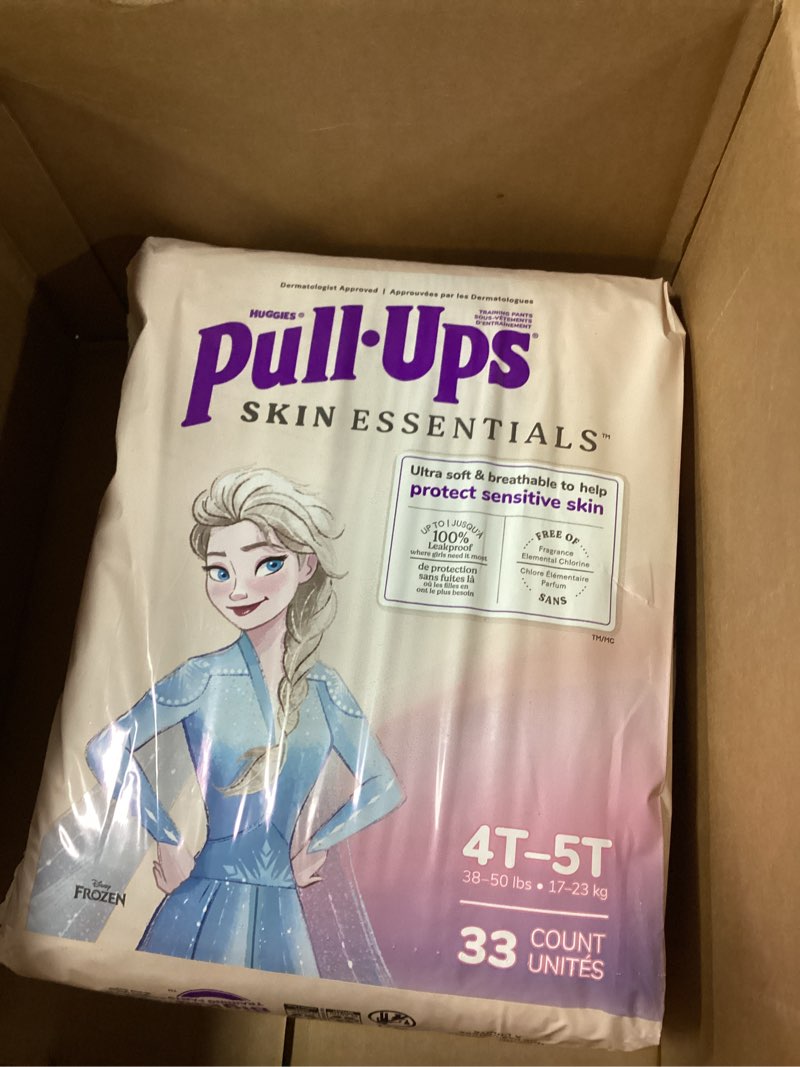 Dermatologist Approved | Approuvées par les Dermatologues
HUGGIES®
TRAINING PANTS
SOUS-VÊTEMENTS
D'ENTRAÎNEMENT
Pull·Ups®
SKIN ESSENTIALS™
Ultra soft & breathable to help
protect sensitive skin
UP TO | JUSQU'À
100%
Leakproof
where girls need it most
de protection
sans fuites là
où les filles en
ont le plus besoin
FREE OF
Fragrance
Elemental Chlorine
Chlore Élémentaire
Parfum
SANS
TM/MC
4T–5T
38–50 lbs • 17–23 kg
33 COUNT
UNITÉS
Disney
FROZEN